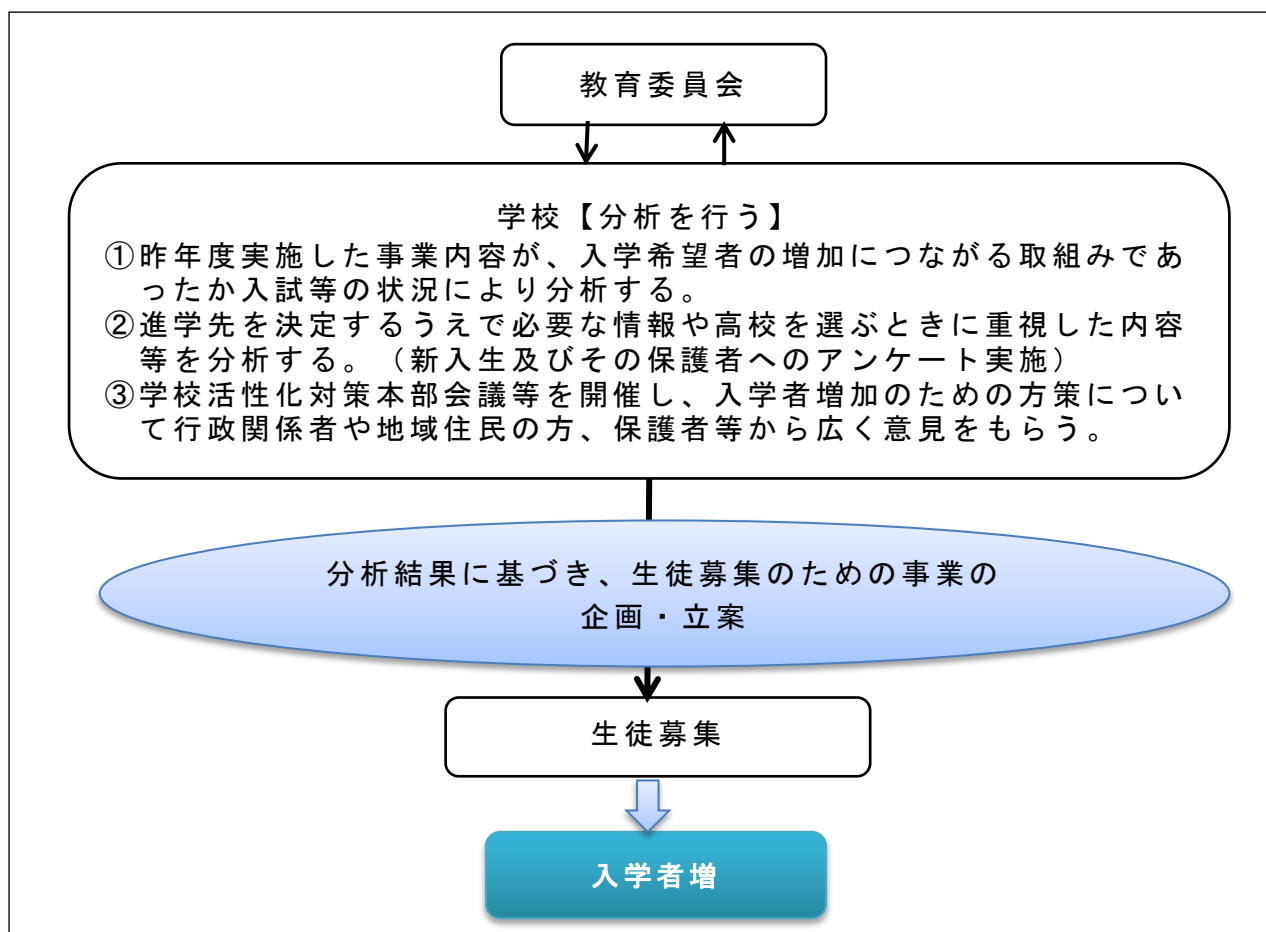 教育委員会
学校【分析を行う】
①昨年度実施した事業内容が、入学希望者の増加につながる取組みであ
ったか入試等の状況により分析する。
②進学先を決定するうえで必要な情報や高校を選ぶときに重視した内容
等を分析する。（新入生及びその保護者へのアンケート実施）
③学校活性化対策本部会議等を開催し、入学者増加のための方策につい
て行政関係者や地域住民の方、保護者等から広く意見をもらう。
分析結果に基づき、生徒募集のための事業の
企画・立案
生徒募集
入学者増